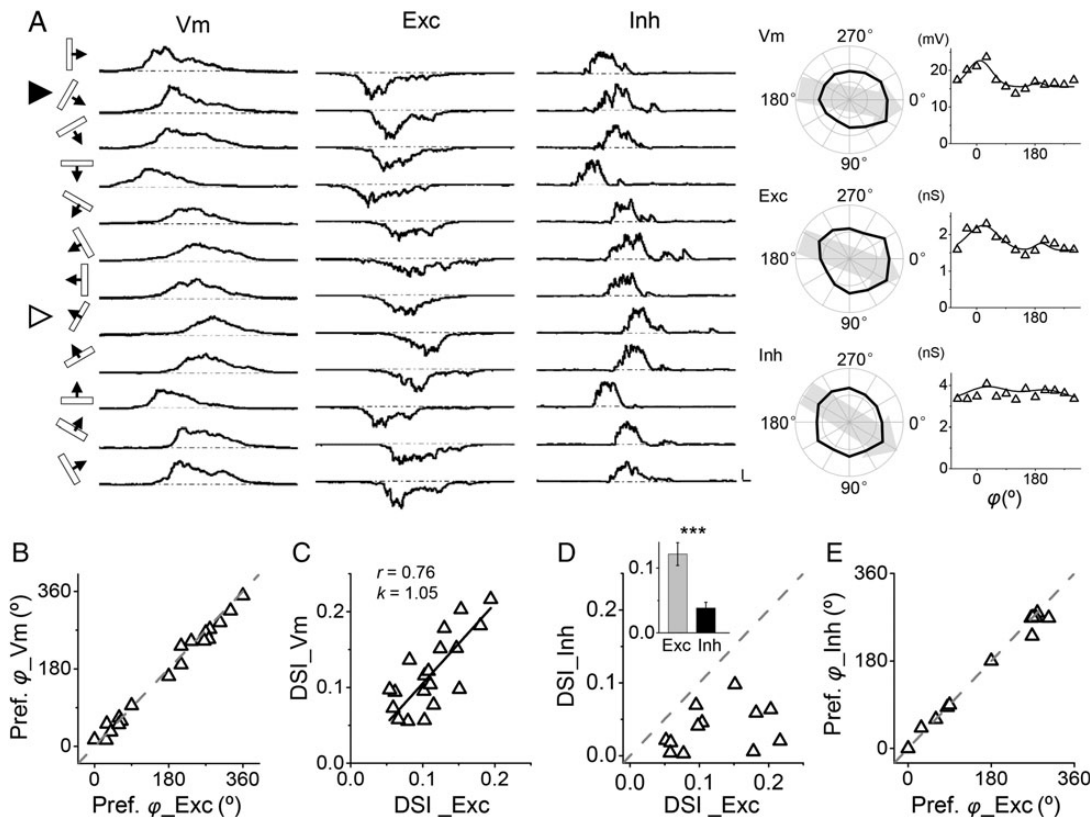 A
Vm
Exc
Inh
Vm
270°
180°
0°
90°
(mV)
20
10
0
0
180
Exc
270°
180°
0°
90°
(nS)
2
1
0
0
180
Inh
270°
180°
0°
90°
(nS)
4
2
0
0
180
φ(º)
B
Pref. φ_Vm (º)
360
180
0
0
180
360
Pref. φ_Exc (º)
C
r = 0.76
k = 1.05
DSI_Vm
0.2
0.1
0.0
0.0
0.1
0.2
DSI _Exc
D
***
0.1
0.0
Exc
Inh
DSI_Inh
0.2
0.1
0.0
0.0
0.1
0.2
DSI _Exc
E
Pref. φ_Inh (º)
360
180
0
0
180
360
Pref. φ_Exc (º)